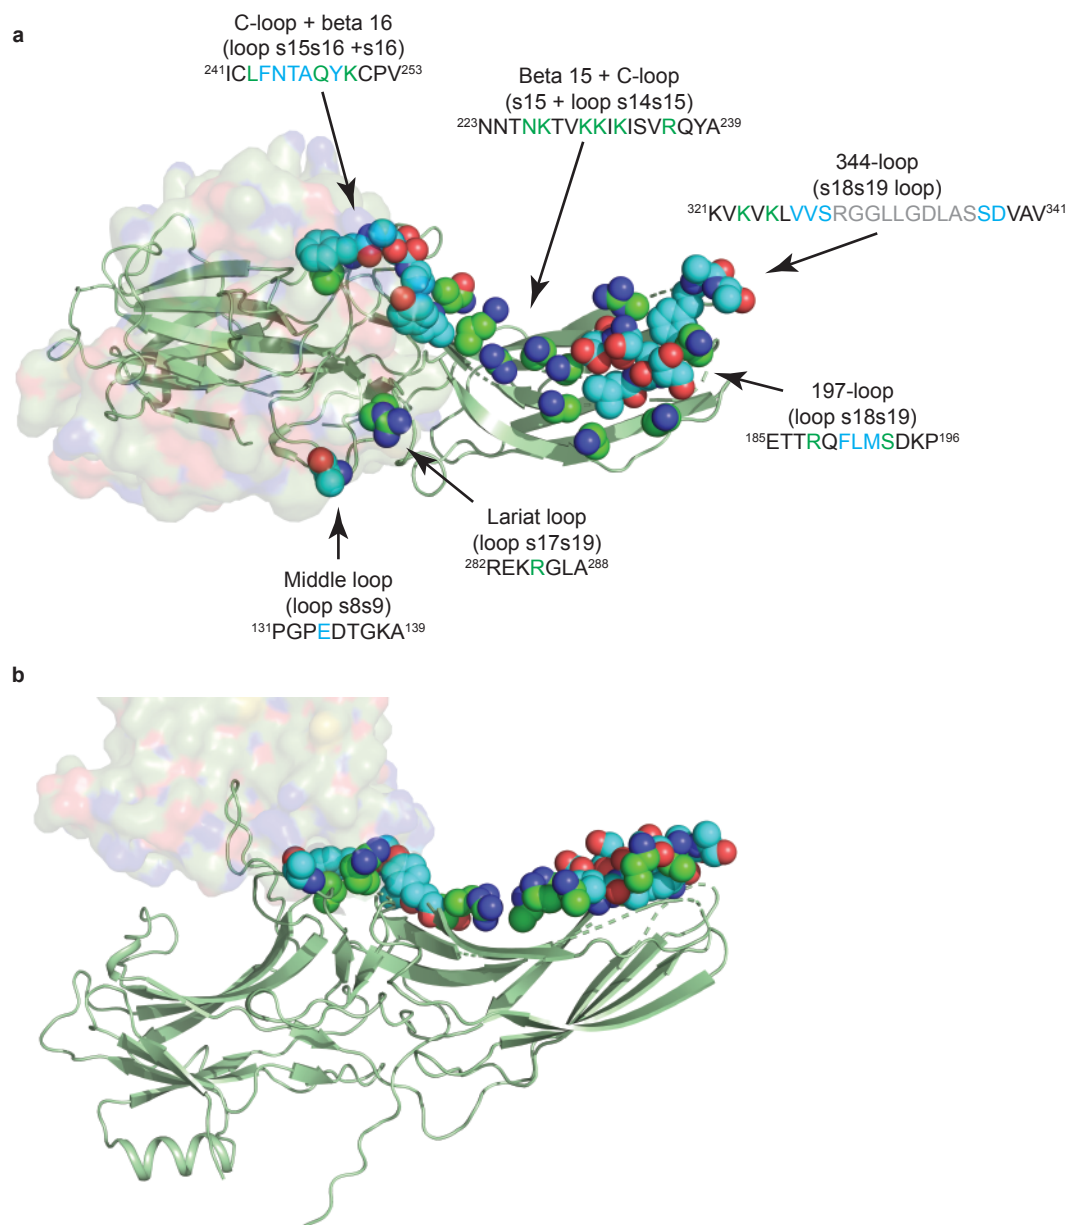 a
C-loop + beta 16
(loop s15s16 +s16)
241ICLFNTAQYKCPV253
Beta 15 + C-loop
(s15 + loop s14s15)
223NNTNKTVKKIKISVRQYA239
344-loop
(s18s19 loop)
321KVKVKLVVSRGGLLGDLASSDVAV341
197-loop
(loop s18s19)
185ETTRQFLMSDKP196
Lariat loop
(loop s17s19)
282REKRGLA288
Middle loop
(loop s8s9)
131PGPEDTGKA139
b